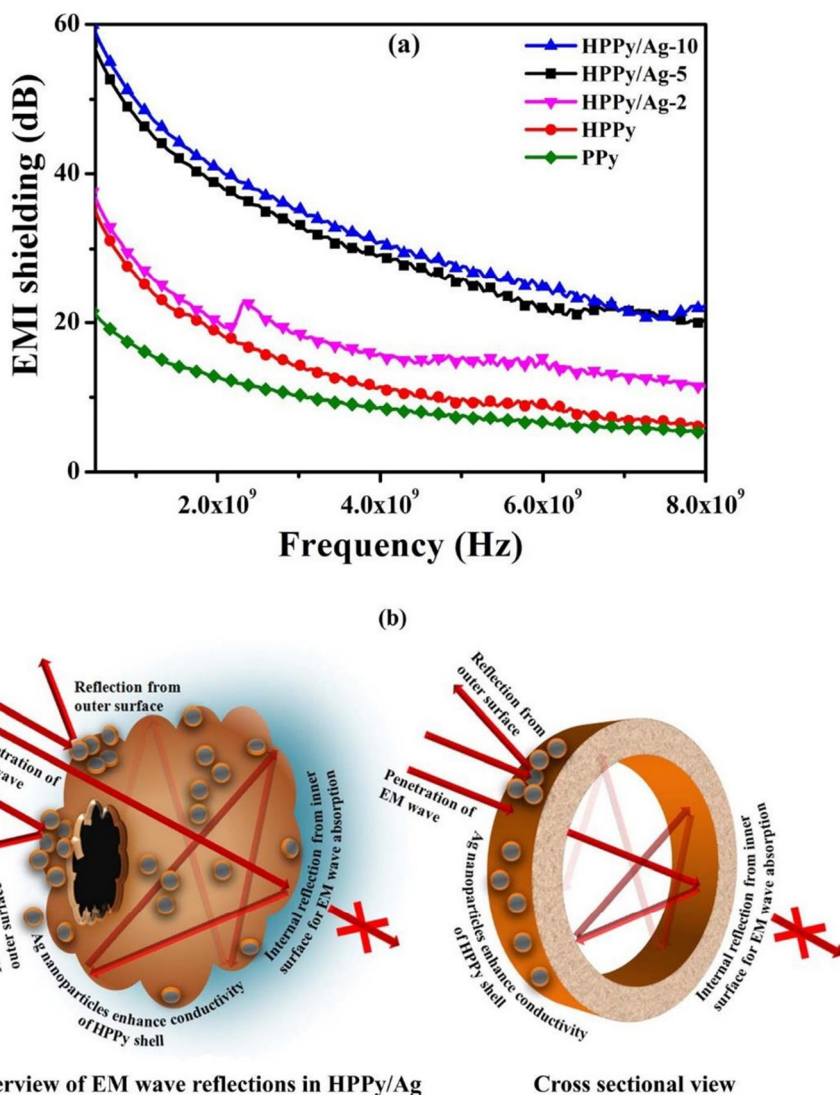 (a)
60
40
20
0
EMI shielding (dB)
HPPy/Ag-10
HPPy/Ag-5
HPPy/Ag-2
HPPy
PPy
2.0x10⁹
4.0x10⁹
6.0x10⁹
8.0x10⁹
Frequency (Hz)
(b)
Reflection from
outer surface
tration of
wave
outer surface
Ag nanoparticles enhance conductivity
of HPPy shell
Internal reflection from inner
surface for EM wave absorption
erview of EM wave reflections in HPPy/Ag
Reflection from
outer surface
Penetration of
EM wave
Ag nanoparticles enhance conductivity
of HPPy shell
Internal reflection from inner
surface for EM wave absorption
Cross sectional view